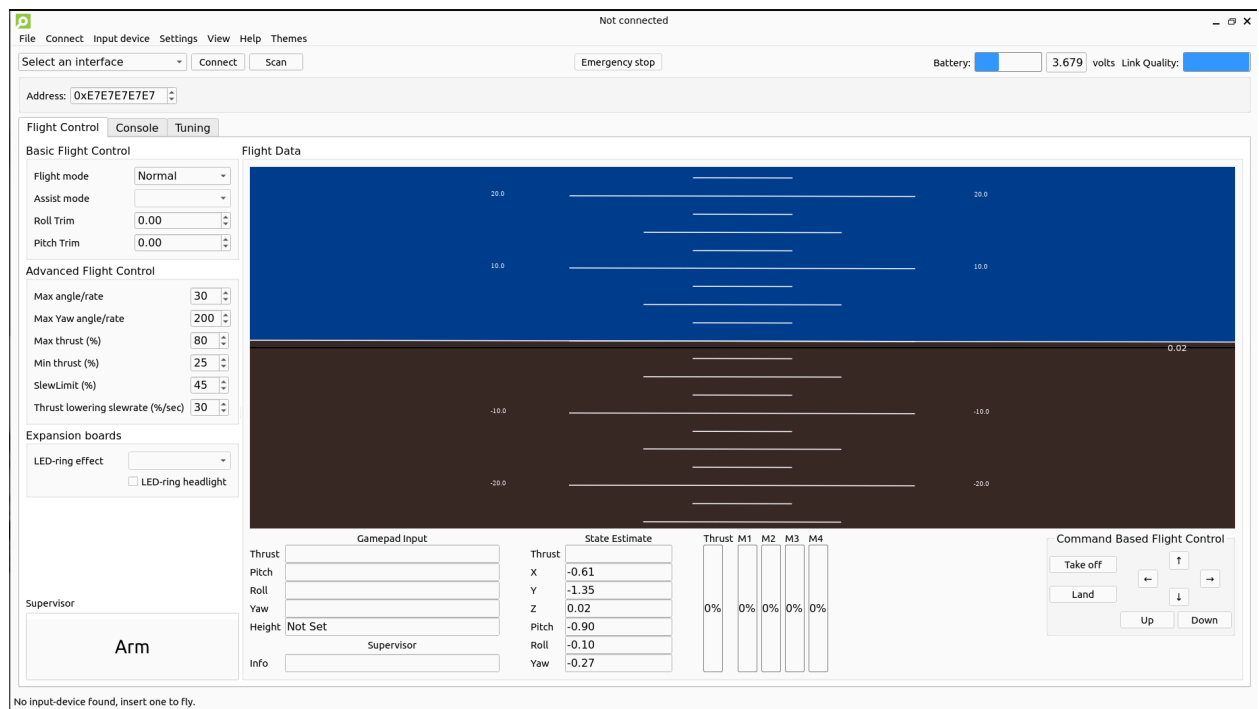 Not connected
File Connect Input device Settings View Help Themes
Select an interface Connect Scan Emergency stop Battery: 3.679 volts Link Quality:
Address: 0xE7E7E7E7E7
Flight Control Console Tuning
Basic Flight Control
Flight mode Normal
Assist mode
Roll Trim 0.00
Pitch Trim 0.00
Advanced Flight Control
Max angle/rate 30
Max Yaw angle/rate 200
Max thrust (%) 80
Min thrust (%) 25
SlewLimit (%) 45
Thrust lowering slewrate (%/sec) 30
Expansion boards
LED-ring effect
LED-ring headlight
Supervisor
Arm
Flight Data
20.0 20.0
10.0 10.0
0.02
-10.0 -10.0
-20.0 -20.0
Gamepad Input
Thrust
Pitch
Roll
Yaw
Height Not Set
Supervisor
Info
State Estimate
Thrust
X -0.61
Y -1.35
Z 0.02
Pitch -0.90
Roll -0.10
Yaw -0.27
Thrust M1 M2 M3 M4
0% 0% 0% 0% 0%
Command Based Flight Control
Take off ↑
← →
Land ↓
Up Down
No input-device found, insert one to fly.